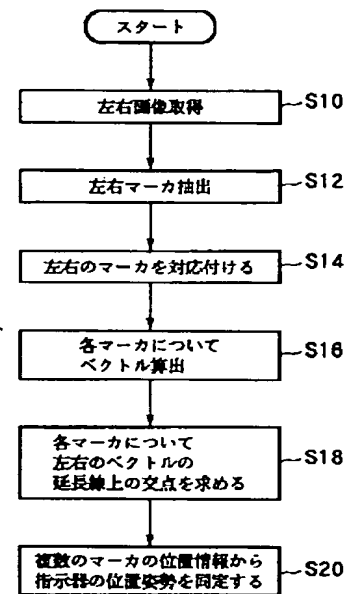 スタート
左右画像取得
S10
左右マーカ抽出
S12
左右のマーカを対応付ける
S14
各マーカについて
ベクトル算出
S16
各マーカについて
左右のベクトルの
延長線上の交点を求める
S18
複数のマーカの位置情報から
指示器の位置姿勢を同定する
S20